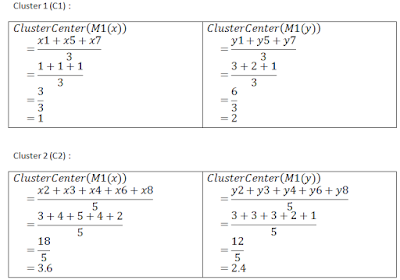 Cluster 1 (C1) :
ClusterCenter(M1(x))
= x1 + x5 + x7 / 3
= 1 + 1 + 1 / 3
= 3 / 3
= 1
ClusterCenter(M1(y))
= y1 + y5 + y7 / 3
= 3 + 2 + 1 / 3
= 6 / 3
= 2
Cluster 2 (C2) :
ClusterCenter(M1(x))
= x2 + x3 + x4 + x6 + x8 / 5
= 3 + 4 + 5 + 4 + 2 / 5
= 18 / 5
= 3.6
ClusterCenter(M1(y))
= y2 + y3 + y4 + y6 + y8 / 5
= 3 + 3 + 3 + 2 + 1 / 5
= 12 / 5
= 2.4